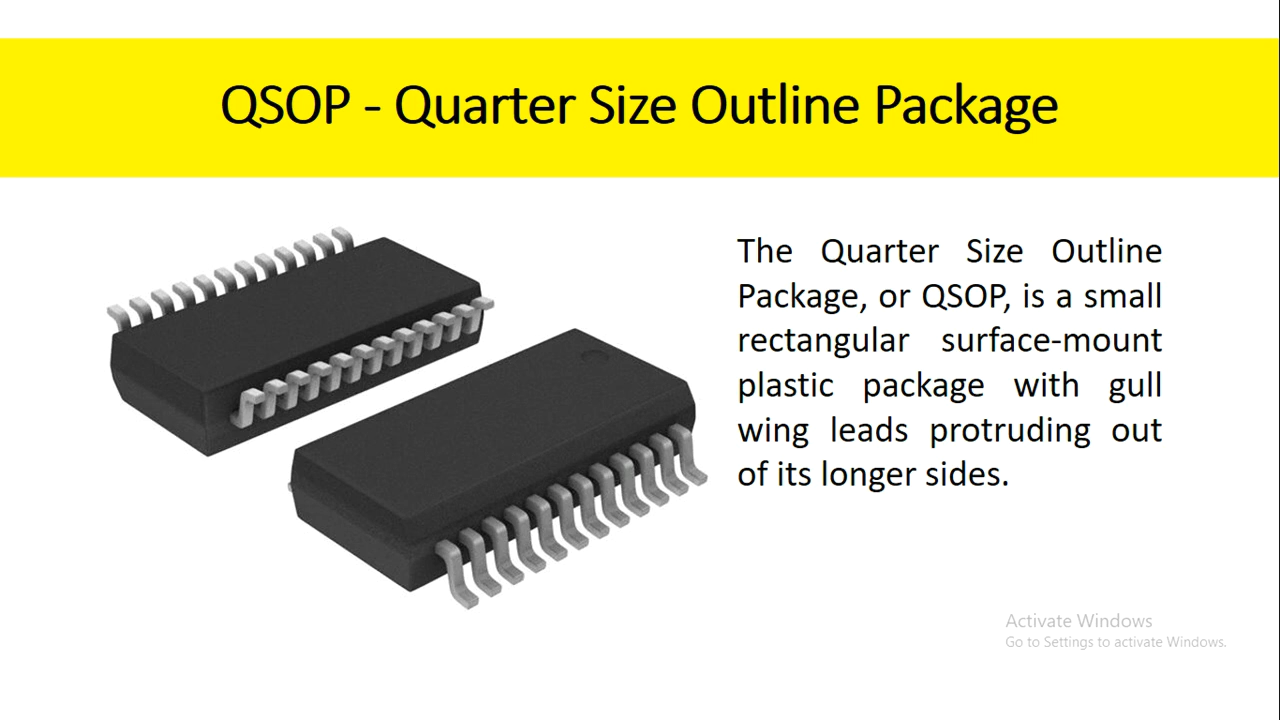 QSOP - Quarter Size Outline Package
The Quarter Size Outline
Package, or QSOP, is a small
rectangular surface-mount
plastic package with gull
wing leads protruding out
of its longer sides.
Activate Windows
Go to Settings to activate Windows.